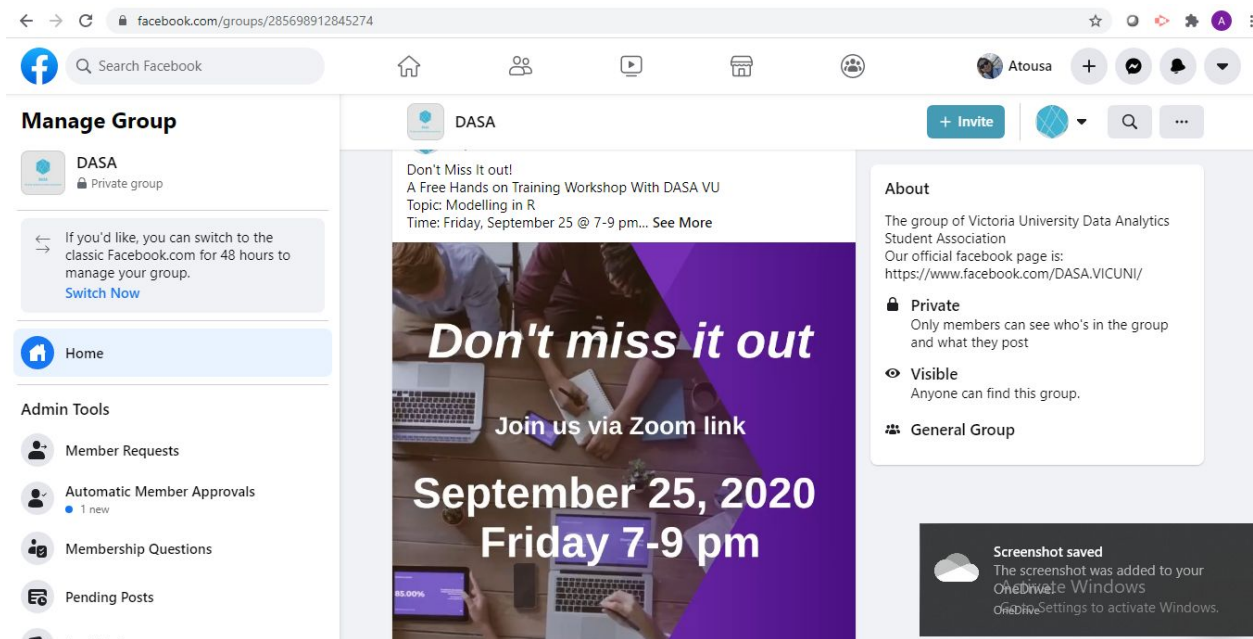 facebook.com/groups/285698912845274
A
Search Facebook
Atousa
Manage Group
DASA
Private group
If you'd like, you can switch to the
classic Facebook.com for 48 hours to
manage your group.
Switch Now
Home
Admin Tools
Member Requests
Automatic Member Approvals
1 new
Membership Questions
Pending Posts
DASA
+ Invite
Don't Miss It out!
A Free Hands on Training Workshop With DASA VU
Topic: Modelling in R
Time: Friday, September 25 @ 7-9 pm... See More
Don't miss it out
Join us via Zoom link
September 25, 2020
Friday 7-9 pm
85.00%
About
The group of Victoria University Data Analytics
Student Association
Our official facebook page is:
https://www.facebook.com/DASA.VICUNI/
Private
Only members can see who's in the group
and what they post
Visible
Anyone can find this group.
General Group
Screenshot saved
The screenshot was added to your
OneDrive.
OneDrive
Activate Windows
Go to Settings to activate Windows.